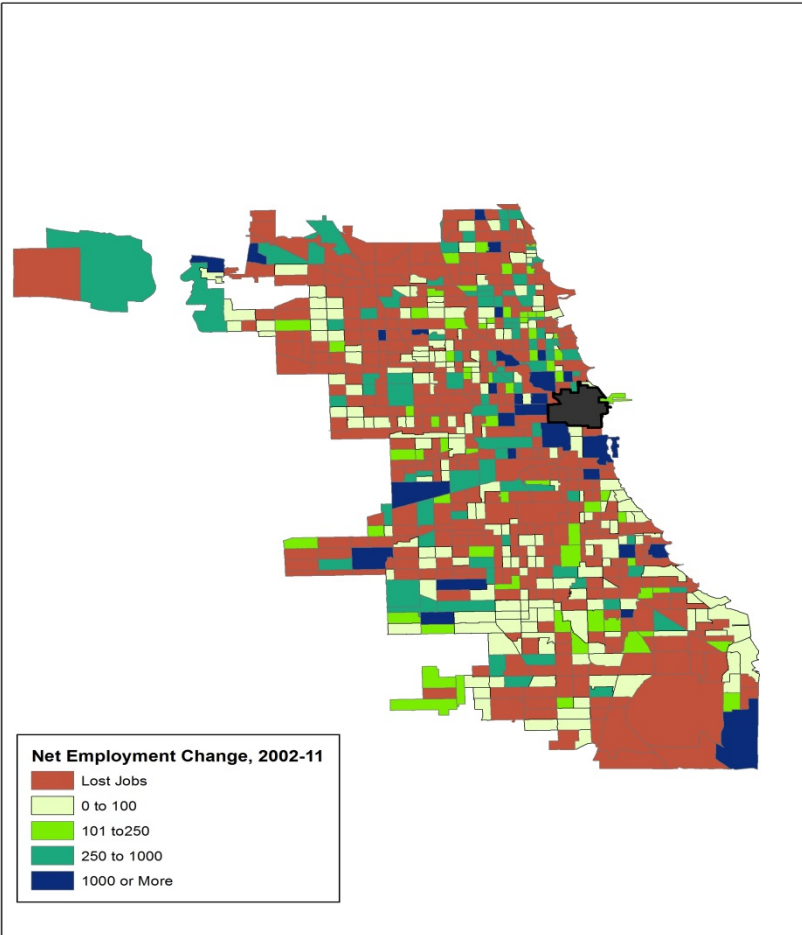 Net Employment Change, 2002-11
Lost Jobs
0 to 100
101 to250
250 to 1000
1000 or More